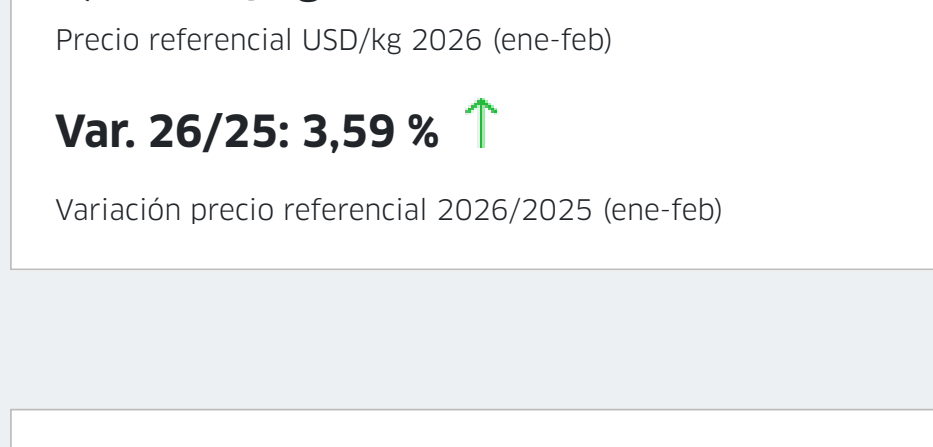 Precio referencial USD/kg 2026 (ene-feb)
Var. 26/25: 3,59 %
Variación precio referencial 2026/2025 (ene-feb)